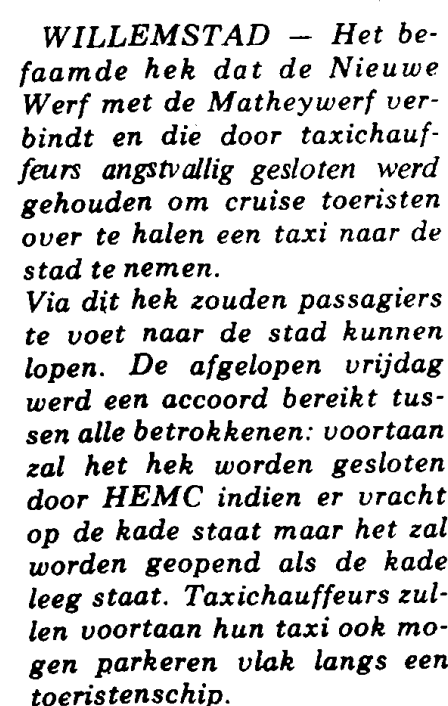 WILLEMSTAD — Het be-
faamde hek dat de Nieuwe
Werf met de Matheywerf ver-
bindt en die door taxichauf-
feurs angstvallig gesloten werd
gehouden om cruise toeristen
over te halen een taxi naar de
stad te nemen.
Via dit hek zouden passagiers
te voet naar de stad kunnen
lopen. De afgelopen vrijdag
werd een accoord bereikt tus-
sen alle betrokkenen: voortaan
zal het hek worden gesloten
door HEMC indien er vracht
op de kade staat maar het zal
worden geopend als de kade
leeg staat. Taxichauffeurs zul-
len voortaan hun taxi ook mo-
gen parkeren vlak langs een
toeristenschip.